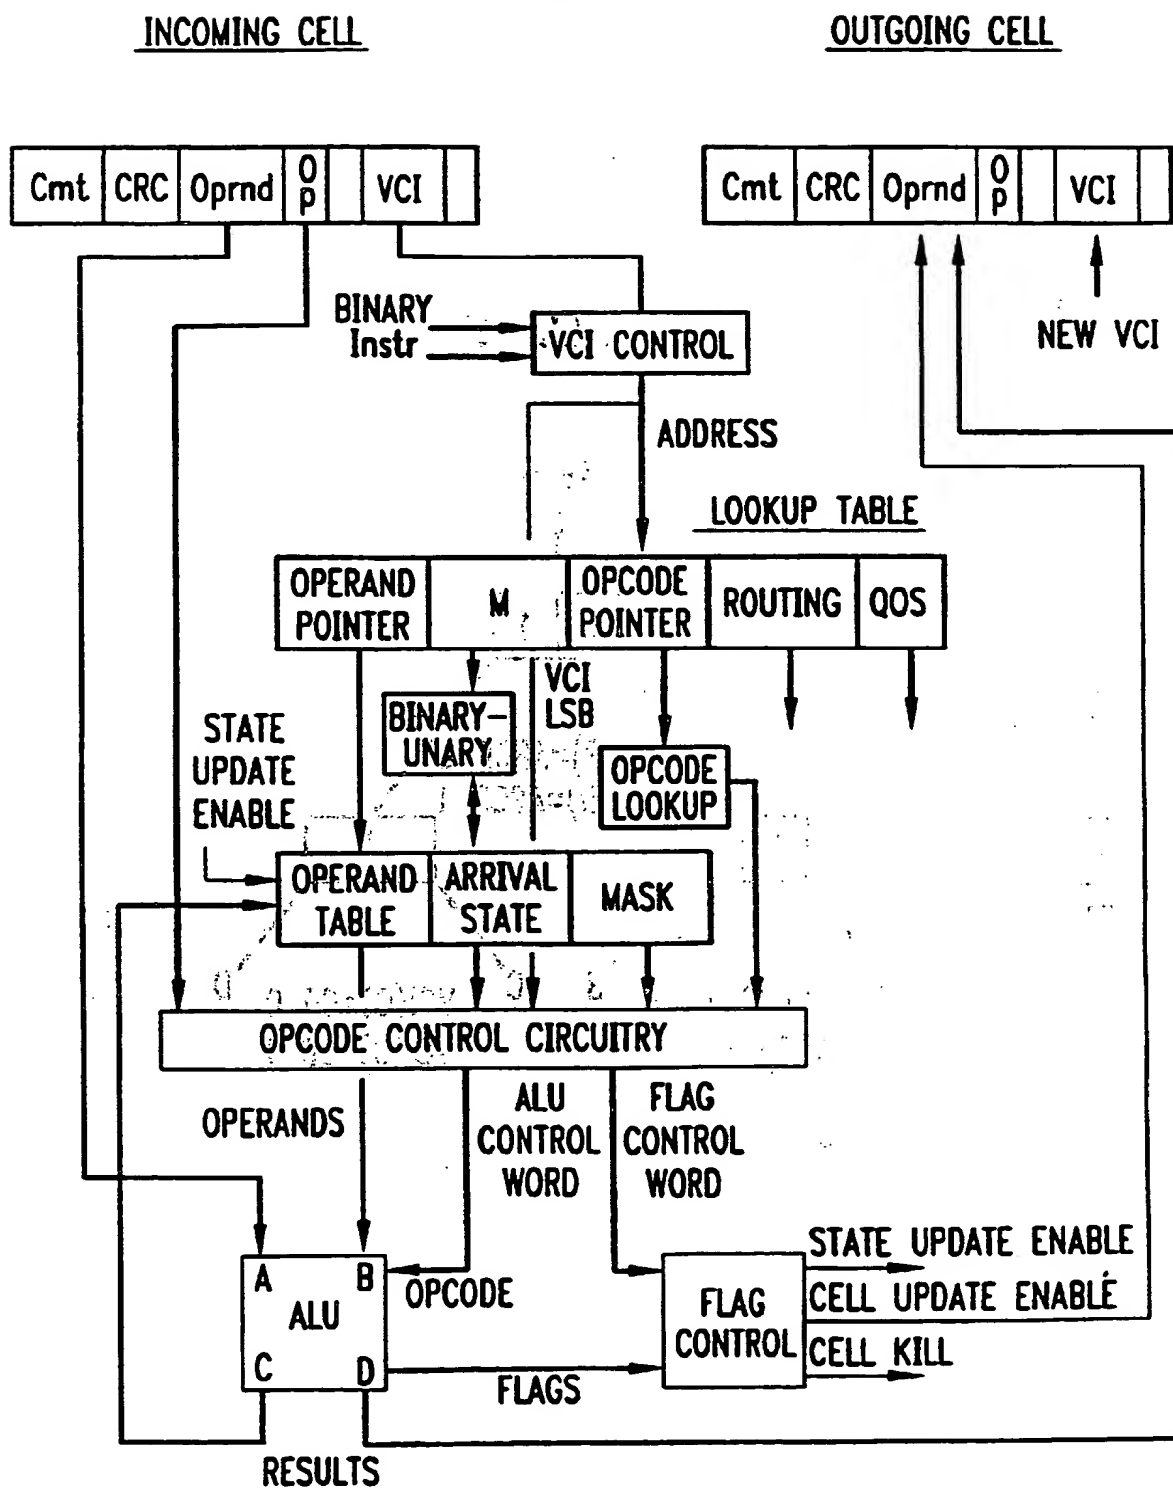 INCOMING CELL
OUTGOING CELL
Cmt CRC Oprnd Op VCI
Cmt CRC Oprnd Op VCI
BINARY
Instr
VCI CONTROL
NEW VCI
ADDRESS
LOOKUP TABLE
OPERAND
POINTER
M
OPCODE
POINTER
ROUTING
QOS
VCI
LSB
BINARY-
UNARY
STATE
UPDATE
ENABLE
OPCODE
LOOKUP
OPERAND
TABLE
ARRIVAL
STATE
MASK
OPCODE CONTROL CIRCUITRY
OPERANDS
ALU
CONTROL
WORD
FLAG
CONTROL
WORD
A
B
ALU
C
D
OPCODE
FLAG
CONTROL
STATE UPDATE ENABLE
CELL UPDATE ENABLE
CELL KILL
FLAGS
RESULTS